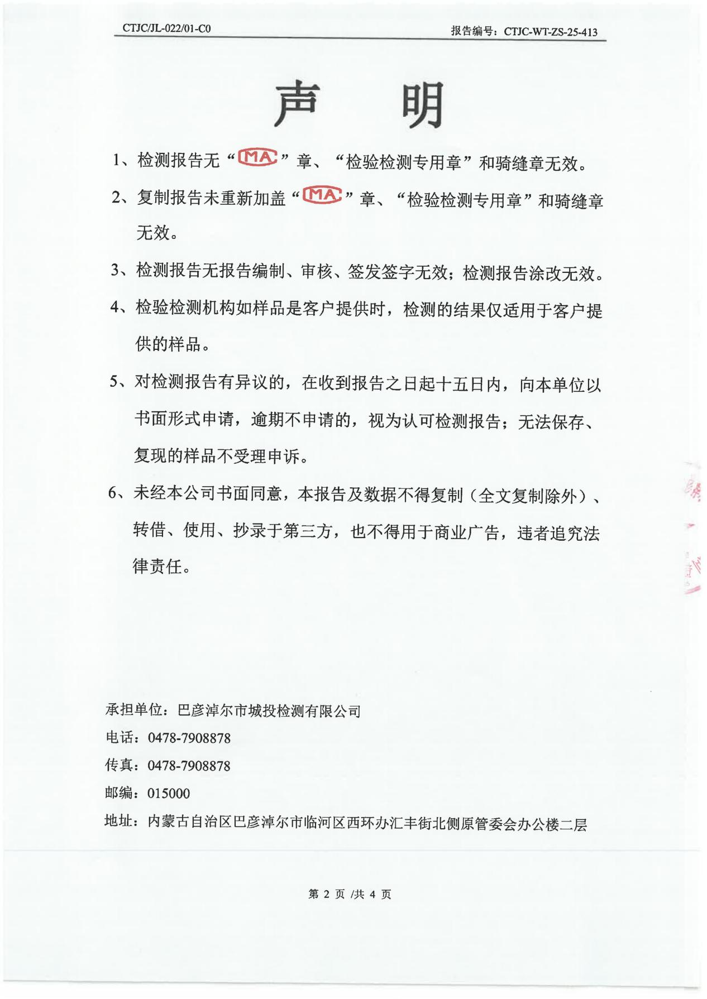 CTJC/JL-022/01-C0
报告编号：CTJC-WT-ZS-25-413
声 明
1、检测报告无“CMA”章、“检验检测专用章”和骑缝章无效。
2、复制报告未重新加盖“CMA”章、“检验检测专用章”和骑缝章
无效。
3、检测报告无报告编制、审核、签发签字无效；检测报告涂改无效。
4、检验检测机构如样品是客户提供时，检测的结果仅适用于客户提
供的样品。
5、对检测报告有异议的，在收到报告之日起十五日内，向本单位以
书面形式申请，逾期不申请的，视为认可检测报告；无法保存、
复现的样品不受理申诉。
6、未经本公司书面同意，本报告及数据不得复制（全文复制除外）、
转借、使用、抄录于第三方，也不得用于商业广告，违者追究法
律责任。
承担单位：巴彦淖尔市城投检测有限公司
电话：0478-7908878
传真：0478-7908878
邮编：015000
地址：内蒙古自治区巴彦淖尔市临河区西环办汇丰街北侧原管委会办公楼二层
第 2 页 /共 4 页